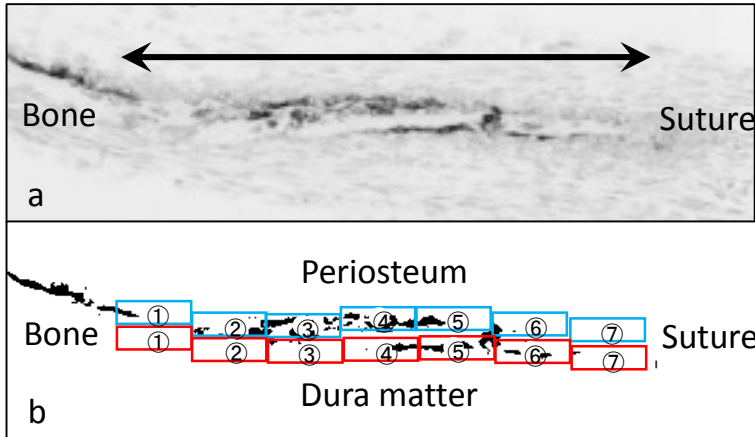 Bone
Suture
a
Periosteum
① ② ③ ④ ⑤ ⑥ ⑦
Bone
Suture
① ② ③ ④ ⑤ ⑥ ⑦
Dura matter
b